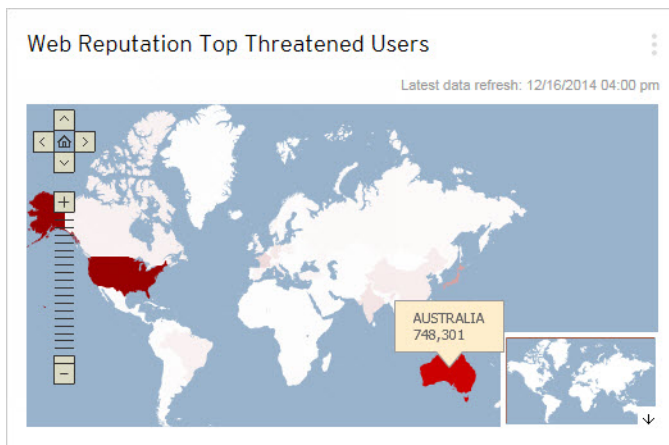 Web Reputation Top Threatened Users
Latest data refresh: 12/16/2014 04:00 pm
AUSTRALIA
748,301